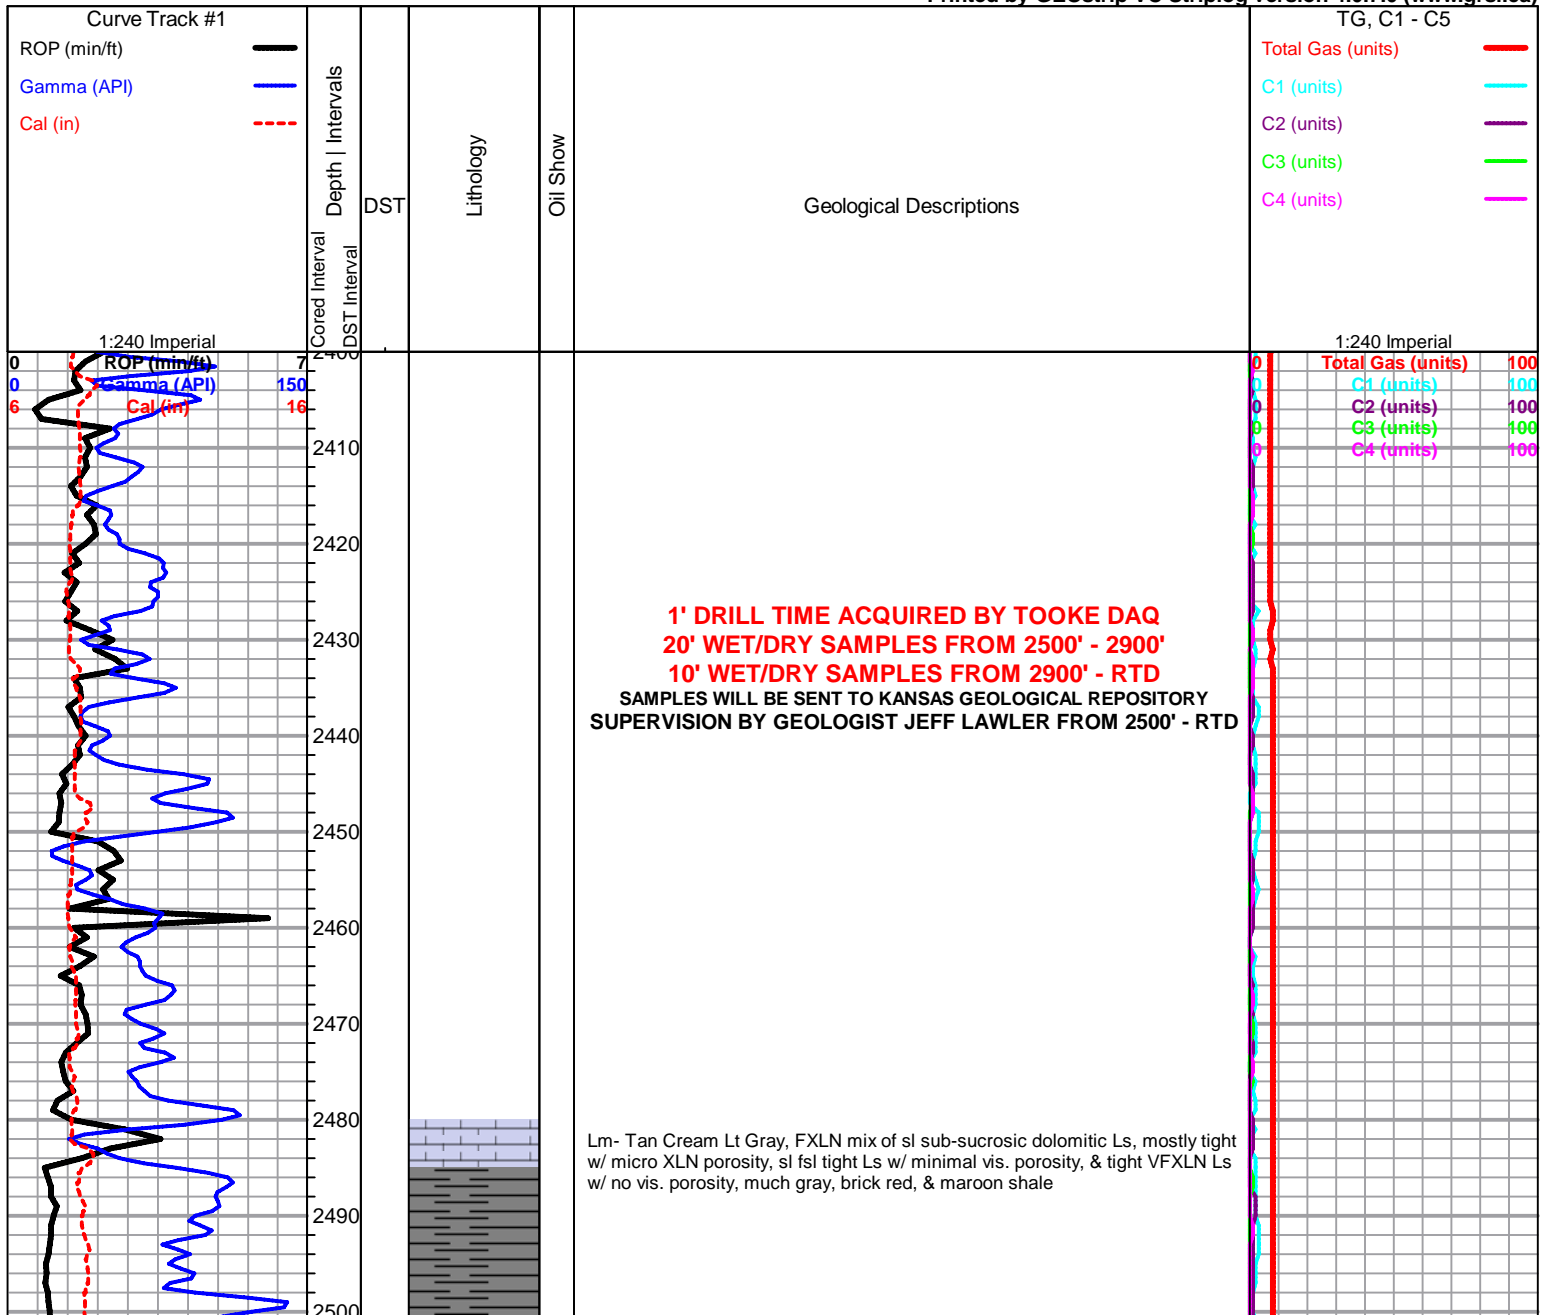 Curve Track #1
ROP (min/ft)
Gamma (API)
Cal (in)
1:240 Imperial
Depth | Intervals
Cored Interval
DST Interval
DST
Lithology
Oil Show
Geological Descriptions
TG, C1 - C5
Total Gas (units)
C1 (units)
C2 (units)
C3 (units)
C4 (units)
1:240 Imperial
0 ROP (min/ft) 7
0 Gamma (API) 150
6 Cal (in) 16
0 Total Gas (units) 100
0 C1 (units) 100
0 C2 (units) 100
0 C3 (units) 100
0 C4 (units) 100
2400
2410
2420
2430
2440
2450
2460
2470
2480
2490
2500
1' DRILL TIME ACQUIRED BY TOOKE DAQ
20' WET/DRY SAMPLES FROM 2500' - 2900'
10' WET/DRY SAMPLES FROM 2900' - RTD
SAMPLES WILL BE SENT TO KANSAS GEOLOGICAL REPOSITORY
SUPERVISION BY GEOLOGIST JEFF LAWLER FROM 2500' - RTD
Lm- Tan Cream Lt Gray, FXLN mix of sl sub-sucrosic dolomitic Ls, mostly tight
w/ micro XLN porosity, sl fsl tight Ls w/ minimal vis. porosity, & tight VFXLN Ls
w/ no vis. porosity, much gray, brick red, & maroon shale